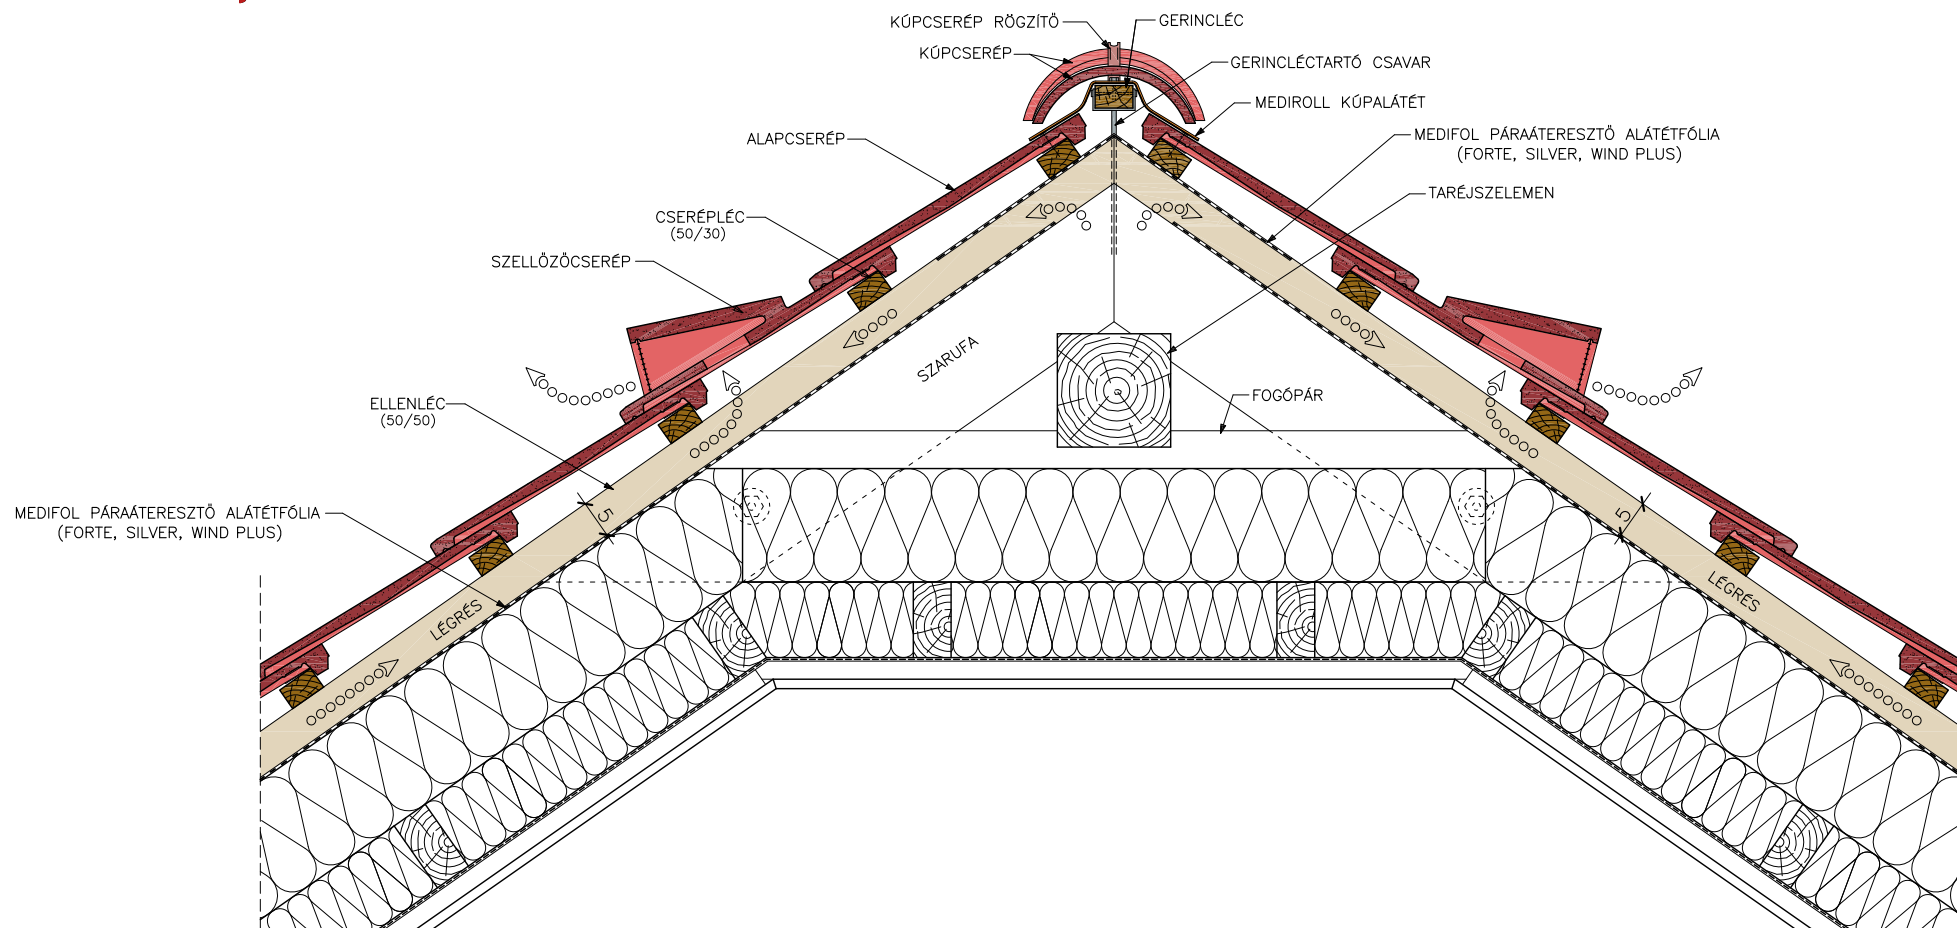 KÚPCSERÉP RÖGZÍTŐ
GERINCLÉC
KÚPCSERÉP
GERINCLÉCTARTÓ CSAVAR
MEDIROLL KÚPALÁTÉT
ALAPCSERÉP
MEDIFOL PÁRAÁTERESZTŐ ALÁTÉTFÓLIA
(FORTE, SILVER, WIND PLUS)
TARÉJSZELEMEN
CSERÉPLÉC
(50/30)
SZELLŐZŐCSERÉP
SZARUFA
FOGÓPÁR
ELLENLÉC
(50/50)
MEDIFOL PÁRAÁTERESZTŐ ALÁTÉTFÓLIA
(FORTE, SILVER, WIND PLUS)
5
5
LÉGRÉS
LÉGRÉS